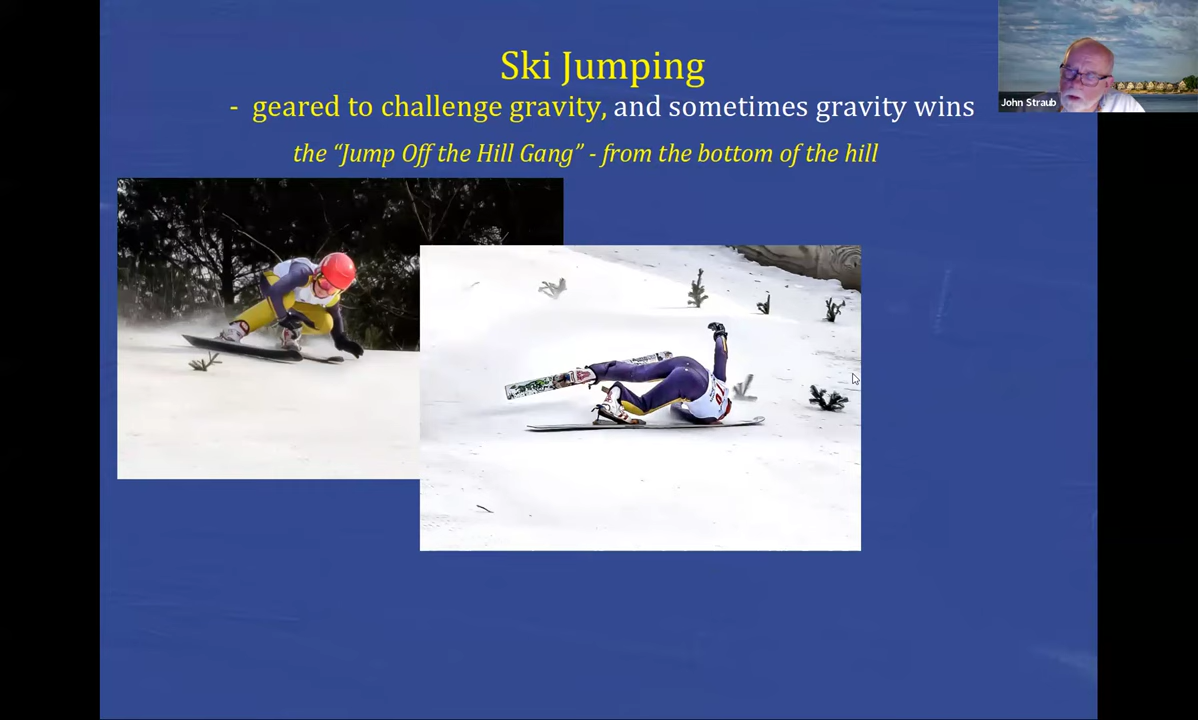 Ski Jumping
- geared to challenge gravity, and sometimes gravity wins
the “Jump Off the Hill Gang” - from the bottom of the hill
John Straub